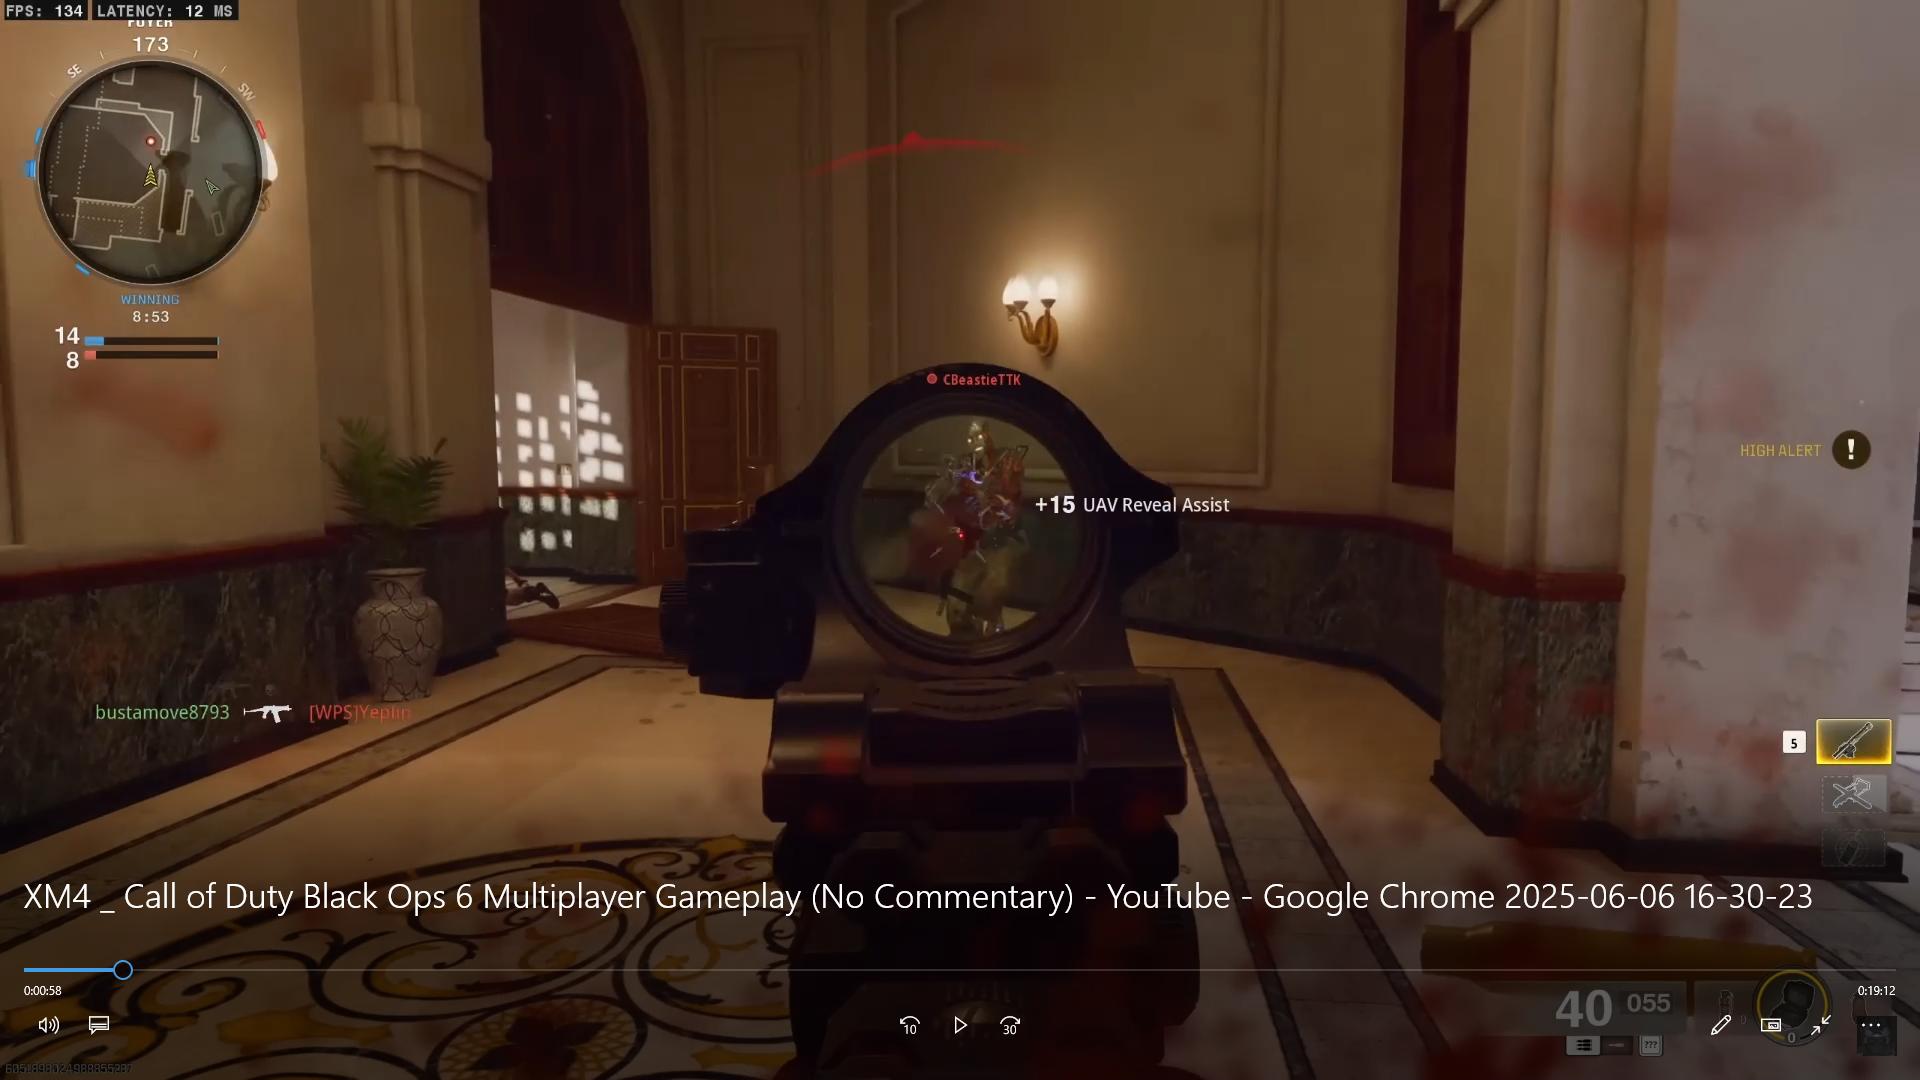 FPS: 134 LATENCY: 12 MS
FOYER
173
SE
SW
WINNING
8:53
14
8
CBeastieTTK
+15 UAV Reveal Assist
HIGH ALERT !
bustamove8793 [WPS]Yeplin
5
XM4 _ Call of Duty Black Ops 6 Multiplayer Gameplay (No Commentary) - YouTube - Google Chrome 2025-06-06 16-30-23
0:00:58
0:19:12
40 055
10
30
0
???